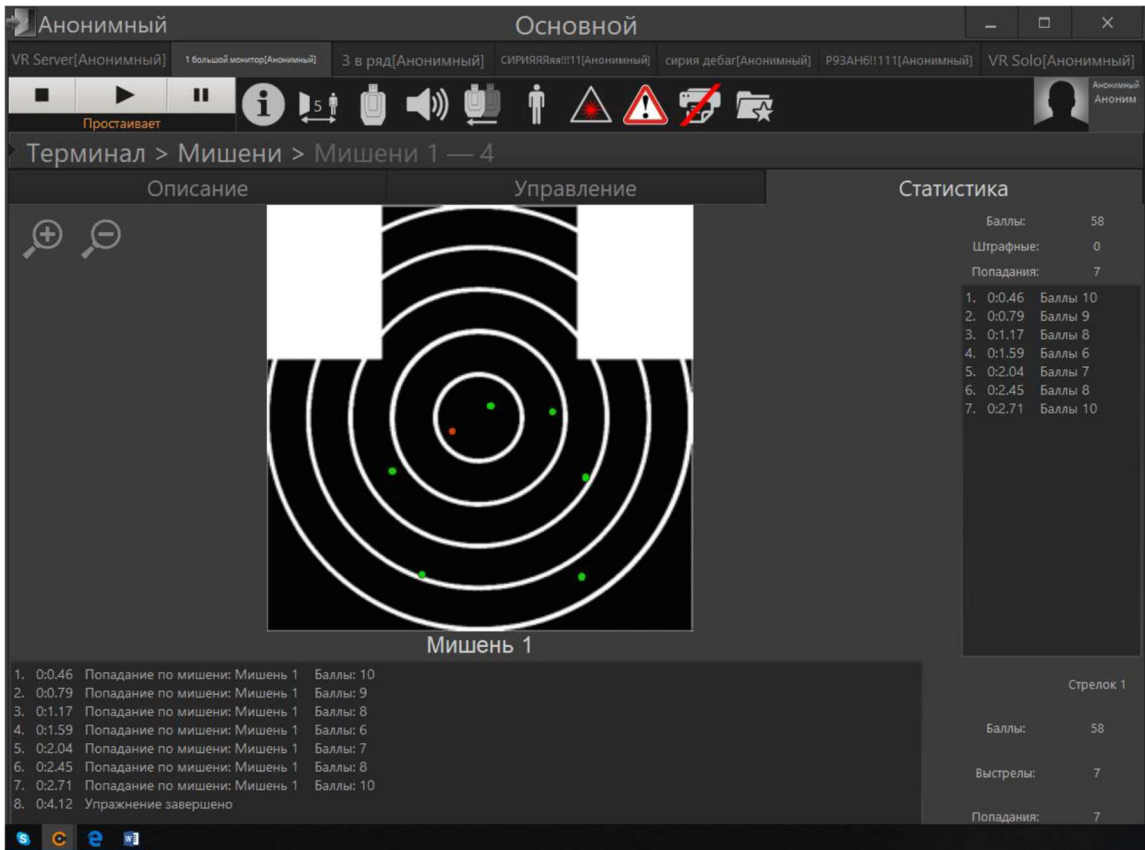 Анонимный
Основной
VR Server[Анонимный]
1 большой монитор[Анонимный]
3 в ряд[Анонимный]
СИРИЯЯЯяя!!!11[Анонимный]
сирия дебаг[Анонимный]
РЯЗАНЬ!!111[Анонимный]
VR Solo[Анонимный]
Простаивает
5
Анонимный
Аноним
Терминал > Мишени > Мишени 1 — 4
Описание
Управление
Статистика
Баллы: 58
Штрафные: 0
Попадания: 7
1. 0:0.46 Баллы 10
2. 0:0.79 Баллы 9
3. 0:1.17 Баллы 8
4. 0:1.59 Баллы 6
5. 0:2.04 Баллы 7
6. 0:2.45 Баллы 8
7. 0:2.71 Баллы 10
Мишень 1
1. 0:0.46 Попадание по мишени: Мишень 1 Баллы: 10
2. 0:0.79 Попадание по мишени: Мишень 1 Баллы: 9
3. 0:1.17 Попадание по мишени: Мишень 1 Баллы: 8
4. 0:1.59 Попадание по мишени: Мишень 1 Баллы: 6
5. 0:2.04 Попадание по мишени: Мишень 1 Баллы: 7
6. 0:2.45 Попадание по мишени: Мишень 1 Баллы: 8
7. 0:2.71 Попадание по мишени: Мишень 1 Баллы: 10
8. 0:4.12 Упражнение завершено
Стрелок 1
Баллы: 58
Выстрелы: 7
Попадания: 7